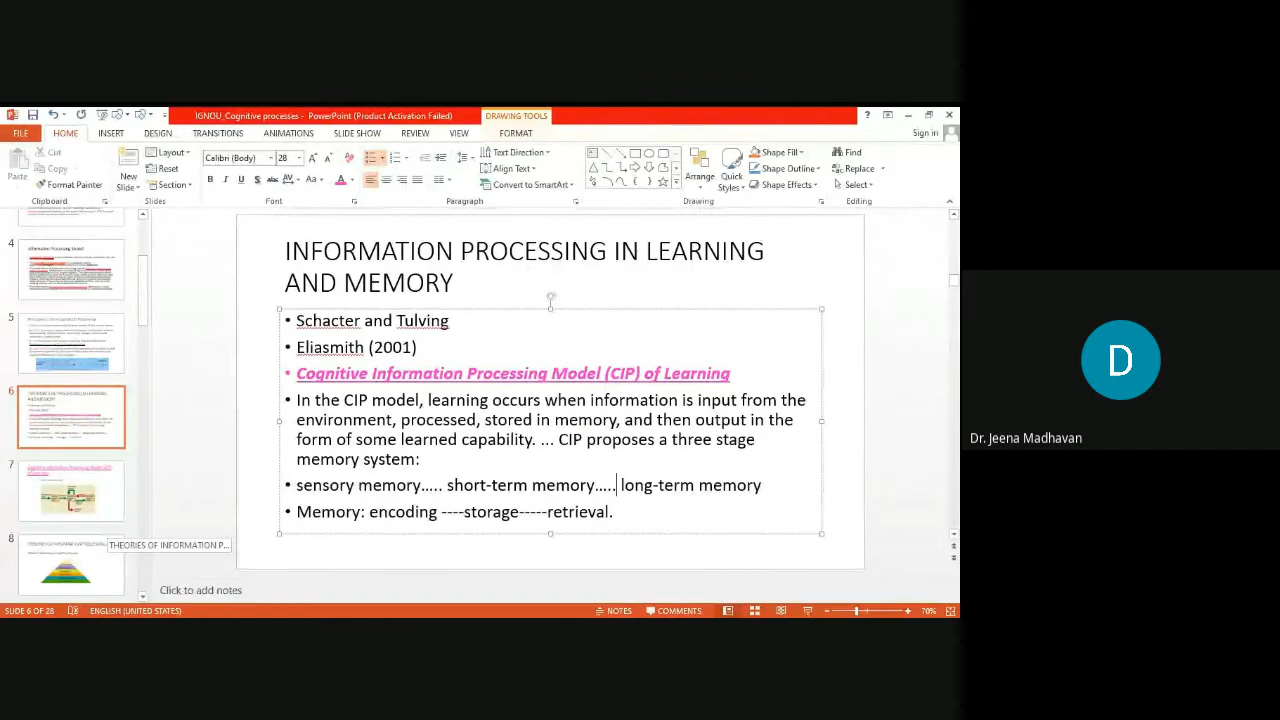 IGNOU_Cognitive processes - PowerPoint (Product Activation Failed)
DRAWING TOOLS
FILE HOME INSERT DESIGN TRANSITIONS ANIMATIONS SLIDE SHOW REVIEW VIEW FORMAT Sign in
Cut
Copy
Format Painter
Paste
Clipboard
New
Slide
Layout
Reset
Section
Slides
Calibri (Body) 28
Font
Text Direction
Align Text
Convert to SmartArt
Paragraph
Arrange
Quick
Styles
Shape Fill
Shape Outline
Shape Effects
Drawing
Find
Replace
Select
Editing
4
5
6
7
8
THEORIES OF INFORMATION P...
INFORMATION PROCESSING IN LEARNING
AND MEMORY
• Schacter and Tulving
• Eliasmith (2001)
• Cognitive Information Processing Model (CIP) of Learning
• In the CIP model, learning occurs when information is input from the
environment, processed and stored in memory, and then output in the
form of some learned capability. ... CIP proposes a three stage
memory system:
• sensory memory..... short-term memory..... long-term memory
• Memory: encoding ----storage-----retrieval.
Click to add notes
SLIDE 6 OF 28 ENGLISH (UNITED STATES) NOTES COMMENTS 70%
D
Dr. Jeena Madhavan